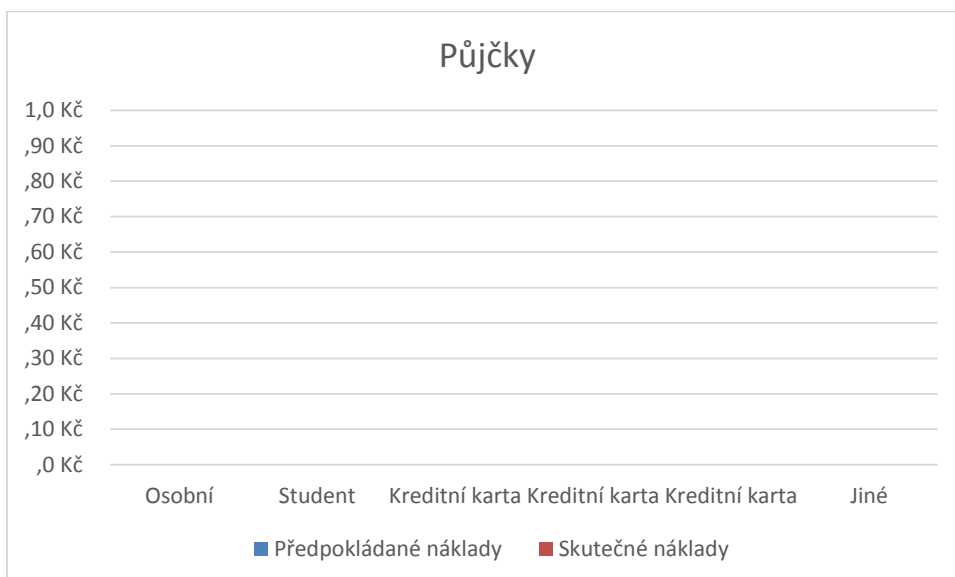 Půjčky
1,0 Kč
,90 Kč
,80 Kč
,70 Kč
,60 Kč
,50 Kč
,40 Kč
,30 Kč
,20 Kč
,10 Kč
,0 Kč
Osobní Student Kreditní karta Kreditní karta Kreditní karta Jiné
Předpokládané náklady Skutečné náklady